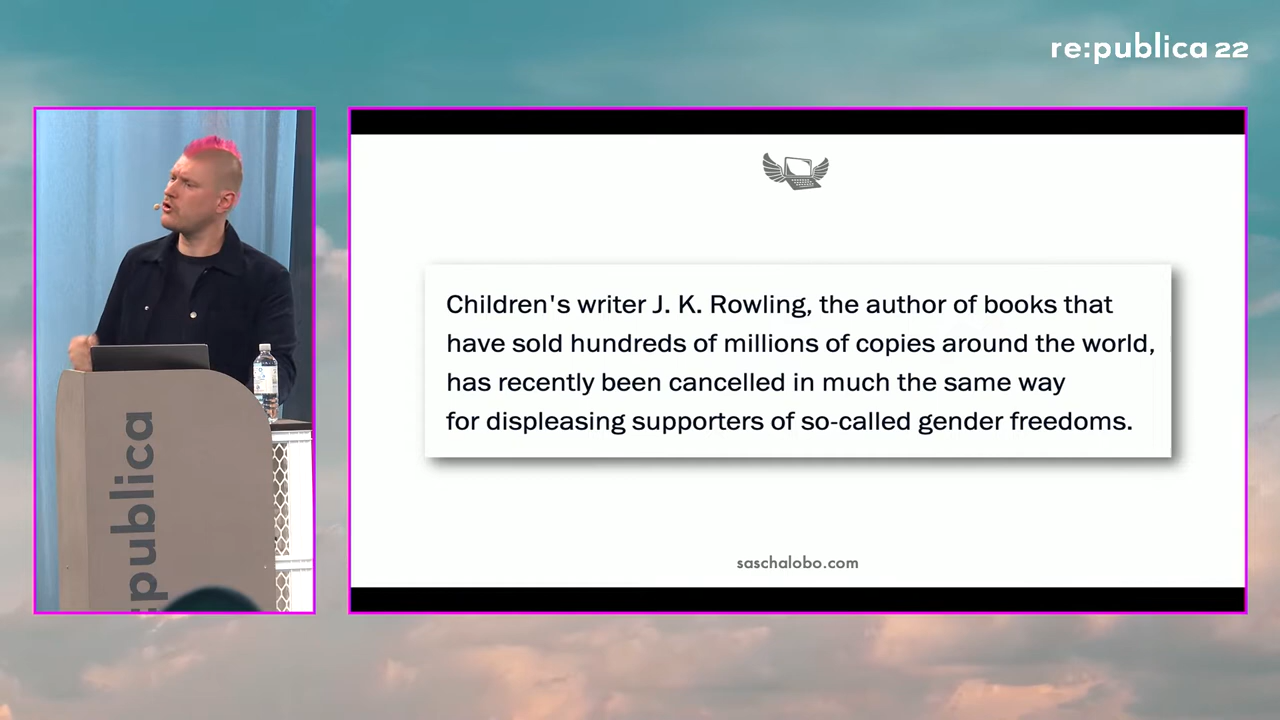 re:publica 22
Children's writer J. K. Rowling, the author of books that
have sold hundreds of millions of copies around the world,
has recently been cancelled in much the same way
for displeasing supporters of so-called gender freedoms.
saschalobo.com
:publica